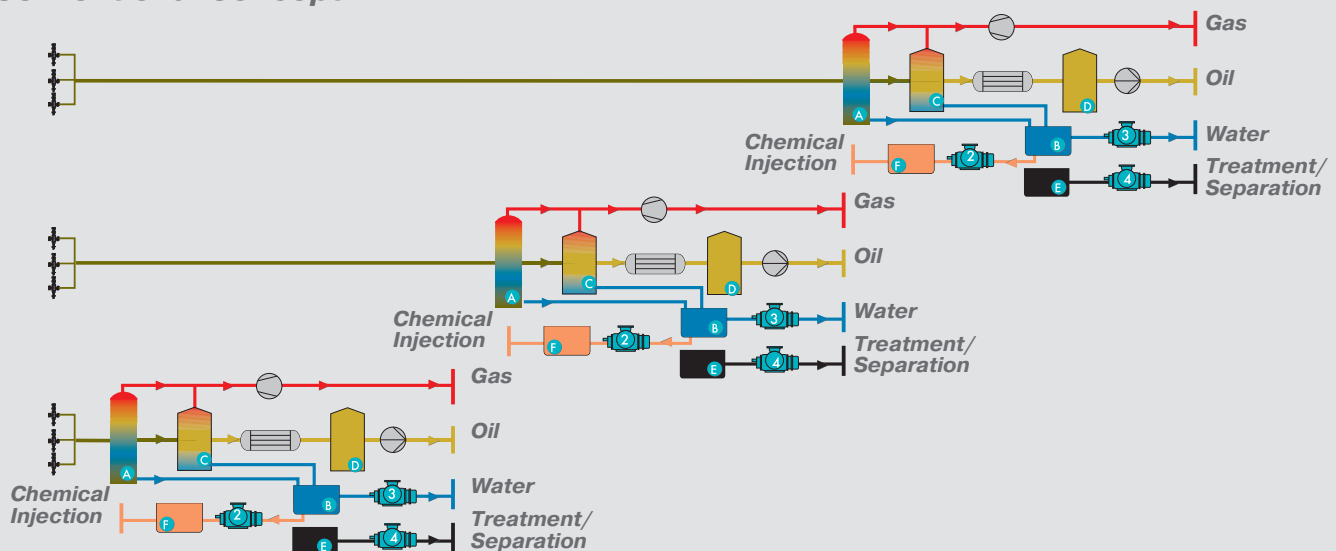 Gas
A
C
Oil
D
Chemical
Injection
F
2
B
3
Water
E
4
Treatment/
Separation
Gas
A
C
Oil
D
Chemical
Injection
F
2
B
3
Water
E
4
Treatment/
Separation
Gas
A
C
Oil
D
Chemical
Injection
F
2
B
3
Water
E
4
Treatment/
Separation